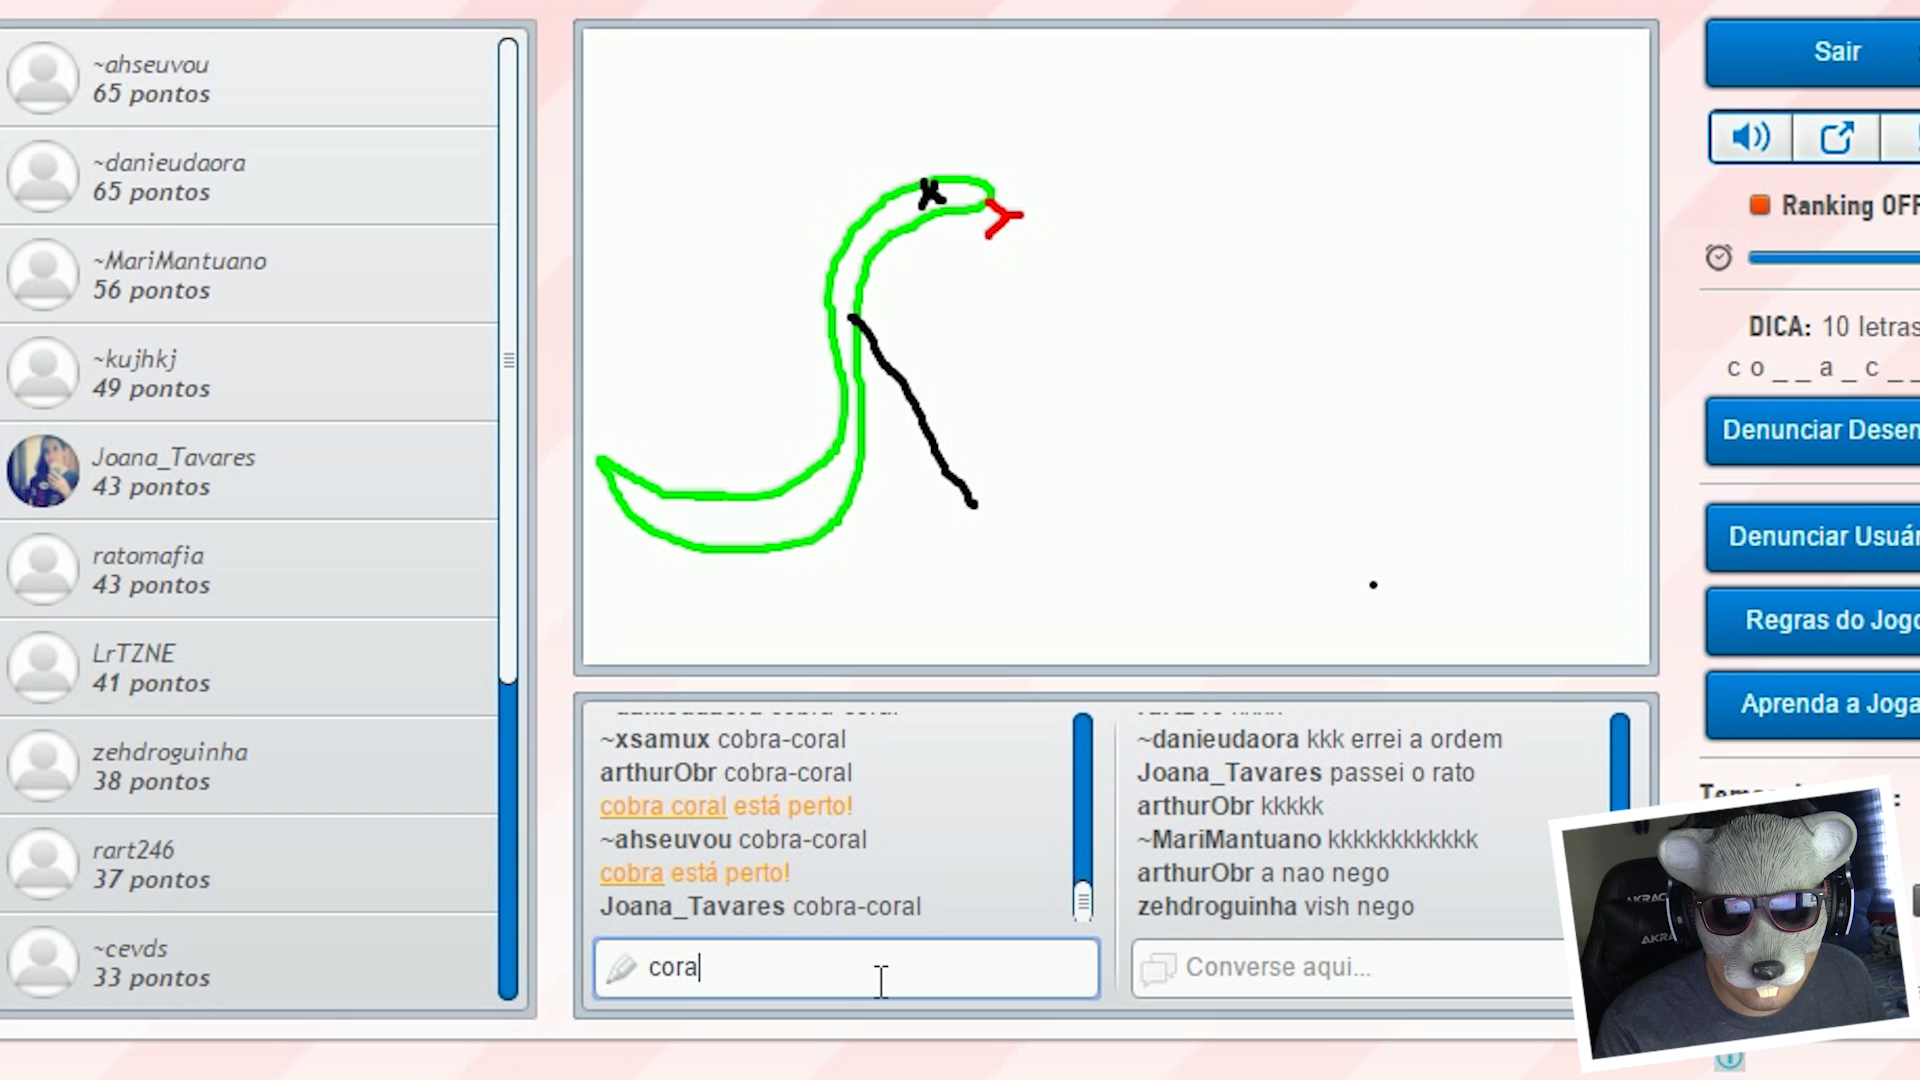 ~ahseuvou
65 pontos
~danieudaora
65 pontos
~MariMantuano
56 pontos
~kujhkj
49 pontos
Joana_Tavares
43 pontos
ratomafia
43 pontos
LrTZNE
41 pontos
zehdroguinha
38 pontos
rart246
37 pontos
~cevds
33 pontos
~xsamux cobra-coral
arthurObr cobra-coral
cobra coral está perto!
~ahseuvou cobra-coral
cobra está perto!
Joana_Tavares cobra-coral
cora
~danieudaora kkk errei a ordem
Joana_Tavares passei o rato
arthurObr kkkkk
~MariMantuano kkkkkkkkkkkk
arthurObr a nao nego
zehdroguinha vish nego
Converse aqui...
Sair
Ranking OFF
DICA: 10 letras
c o _ _ a _ c _ _
Denunciar Desen
Denunciar Usuár
Regras do Jogo
Aprenda a Joga
AKRAC
AKRA